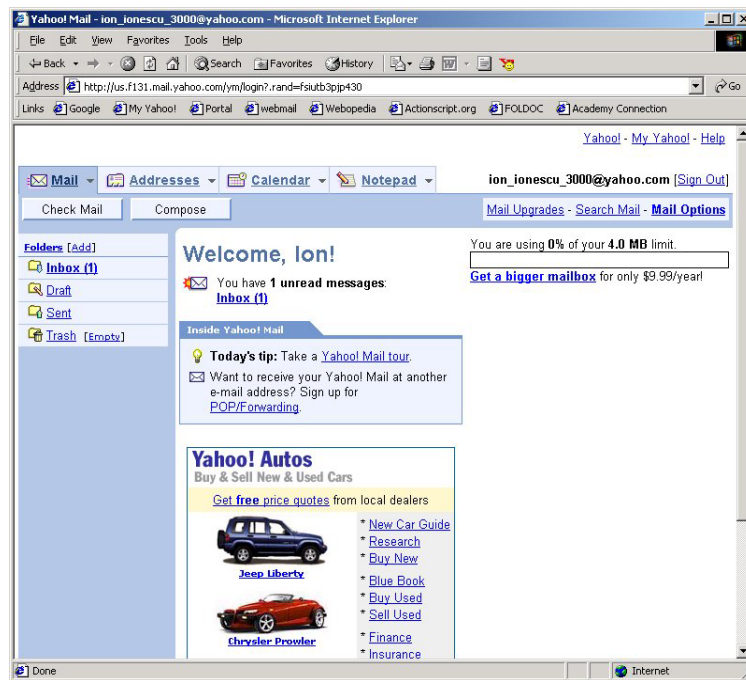 Yahoo! Mail - ion_ionescu_3000@yahoo.com - Microsoft Internet Explorer
File Edit View Favorites Tools Help
Back Search Favorites History
Address http://us.f131.mail.yahoo.com/ym/login?.rand=fsiutb3pjp430 Go
Links Google My Yahoo! Portal webmail Webopedia Actionscript.org FOLDOC Academy Connection
Yahoo! - My Yahoo! - Help
Mail Addresses Calendar Notepad ion_ionescu_3000@yahoo.com [Sign Out]
Check Mail Compose Mail Upgrades - Search Mail - Mail Options
Folders [Add]
Inbox (1)
Draft
Sent
Trash [Empty]
Welcome, Ion!
You have 1 unread messages:
Inbox (1)
You are using 0% of your 4.0 MB limit.
Get a bigger mailbox for only $9.99/year!
Inside Yahoo! Mail
Today's tip: Take a Yahoo! Mail tour.
Want to receive your Yahoo! Mail at another
e-mail address? Sign up for
POP/Forwarding.
Yahoo! Autos
Buy & Sell New & Used Cars
Get free price quotes from local dealers
Jeep Liberty
Chrysler Prowler
* New Car Guide
* Research
* Buy New
* Blue Book
* Buy Used
* Sell Used
* Finance
* Insurance
Done Internet